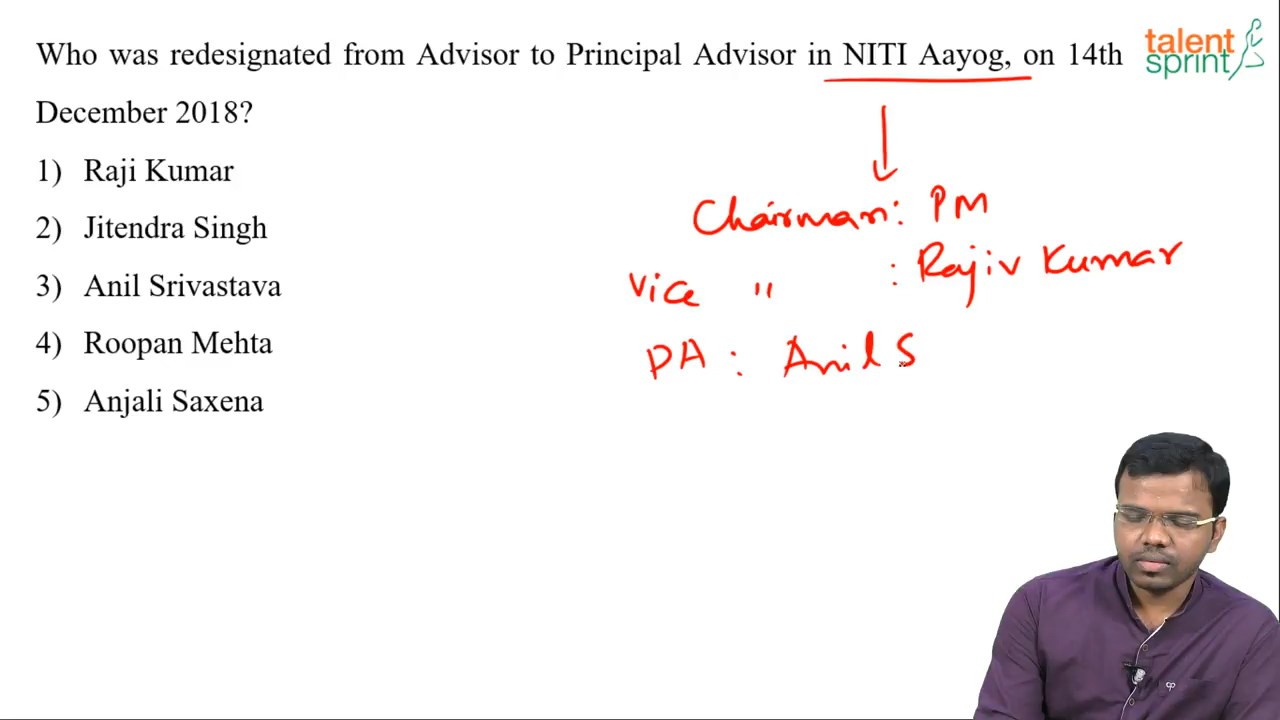 Who was redesignated from Advisor to Principal Advisor in NITI Aayog, on 14th
December 2018?
1) Raji Kumar
2) Jitendra Singh
3) Anil Srivastava
4) Roopan Mehta
5) Anjali Saxena
talent
sprint
Chairman: PM
Vice " : Rajiv Kumar
PA : Anil S